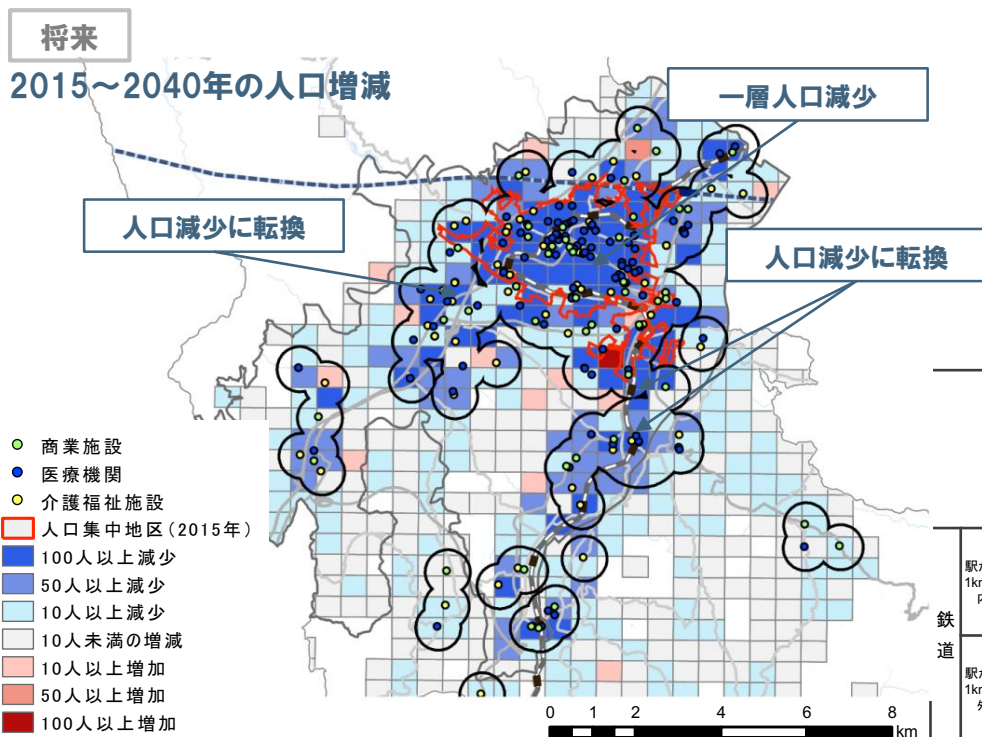 将来
2015～2040年の人口増減
一層人口減少
人口減少に転換
人口減少に転換
商業施設
医療機関
介護福祉施設
人口集中地区(2015年)
100人以上減少
50人以上減少
10人以上減少
10人未満の増減
10人以上増加
50人以上増加
100人以上増加
0 1 2 4 6 8
km
鉄道
1km
1km